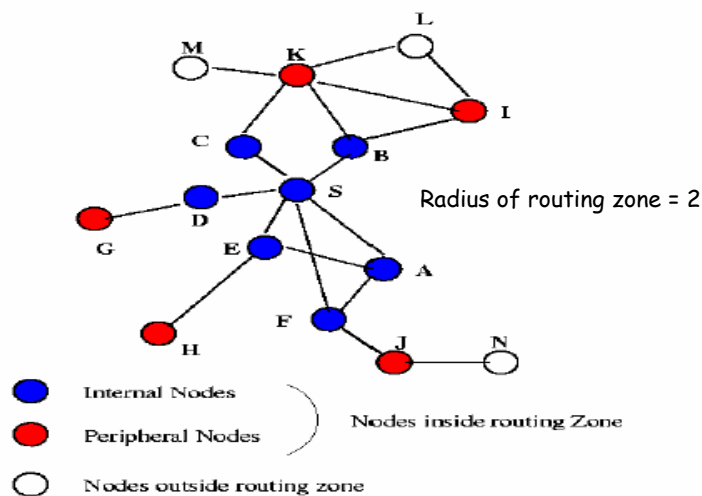 L
M
K
I
C
B
S
Radius of routing zone = 2
D
G
E
A
F
H
J
N
Internal Nodes
Nodes inside routing Zone
Peripheral Nodes
Nodes outside routing zone